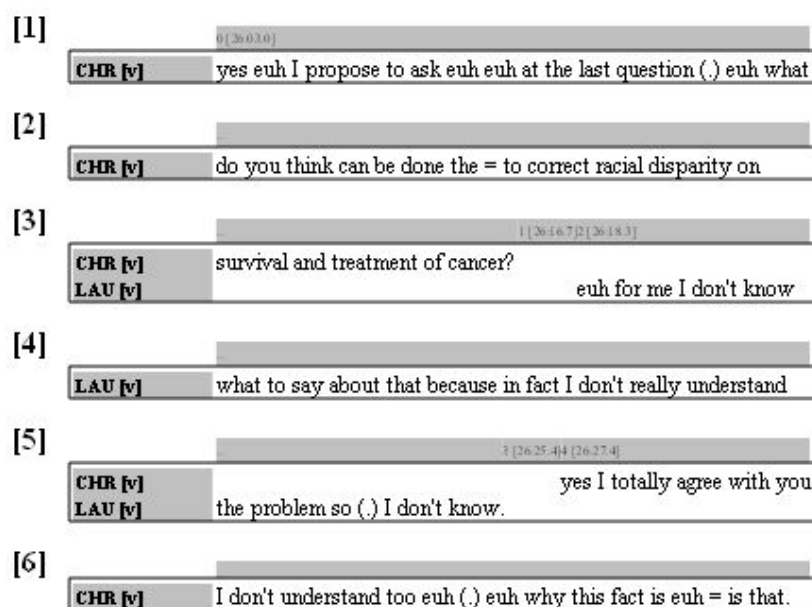 [1]
0 [26:03.0]
CHR [v] yes euh I propose to ask euh euh at the last question (.) euh what
[2]
..
CHR [v] do you think can be done the = to correct racial disparity on
[3]
.. 1 [26:16.7] 2 [26:18.3]
CHR [v] survival and treatment of cancer?
LAU [v] euh for me I don't know
[4]
..
LAU [v] what to say about that because in fact I don't really understand
[5]
.. 3 [26:25.4] 4 [26:27.4]
CHR [v] yes I totally agree with you
LAU [v] the problem so (.) I don't know.
[6]
CHR [v] I don't understand too euh (.) euh why this fact is euh = is that.